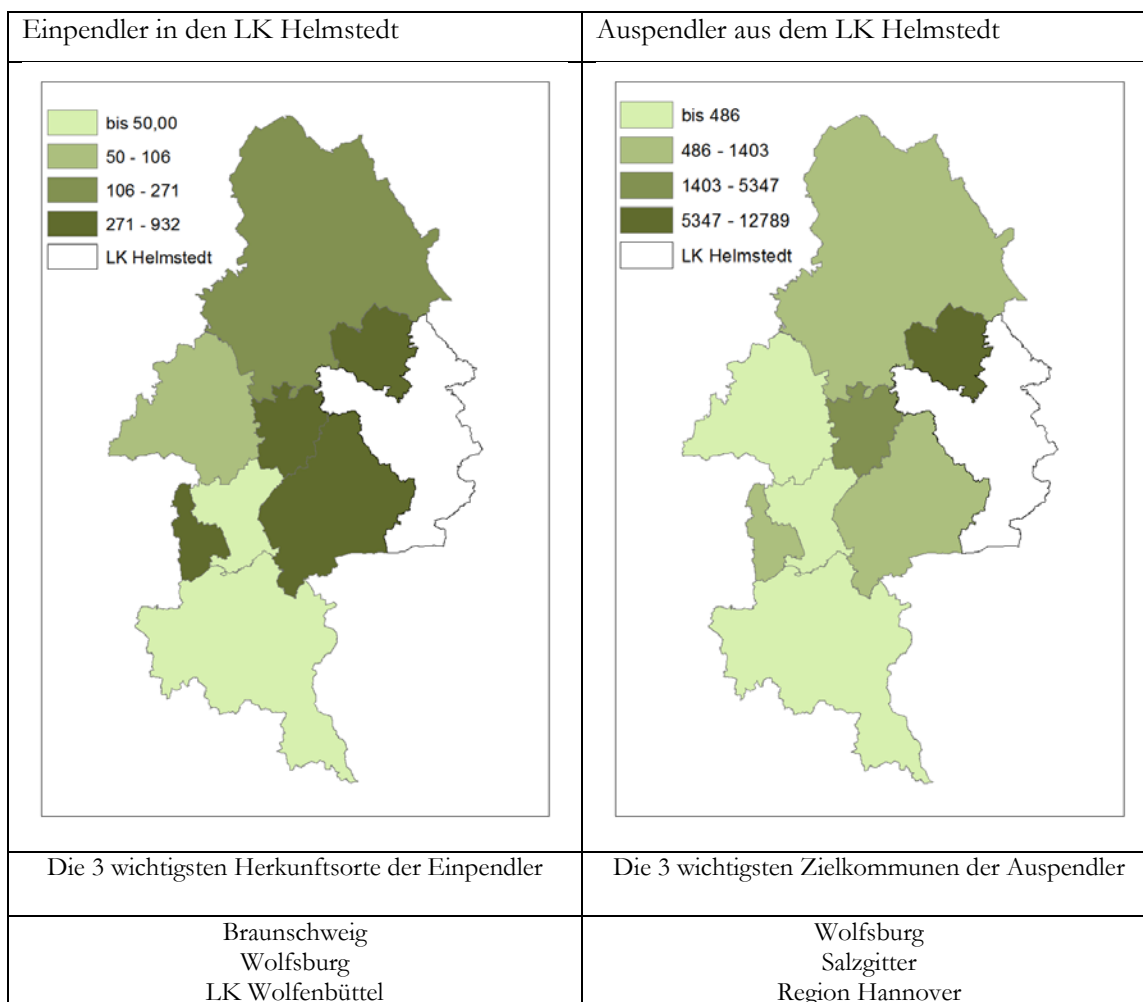 Einpendler in den LK Helmstedt
Auspendler aus dem LK Helmstedt
bis 50,00
50 - 106
106 - 271
271 - 932
LK Helmstedt
bis 486
486 - 1403
1403 - 5347
5347 - 12789
LK Helmstedt
Die 3 wichtigsten Herkunftsorte der Einpendler
Die 3 wichtigsten Zielkommunen der Auspendler
Braunschweig
Wolfsburg
LK Wolfenbüttel
Wolfsburg
Salzgitter
Region Hannover